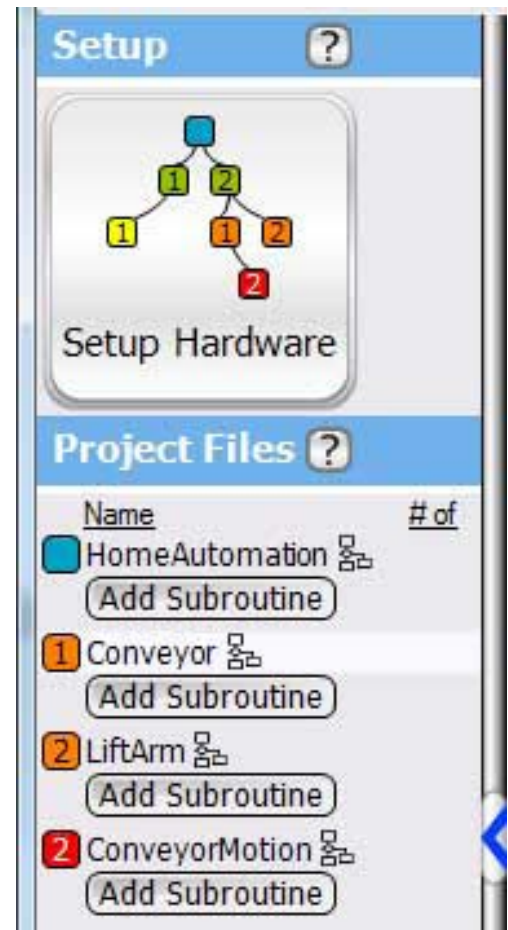 Setup ?
1 2
1 1 2
2
Setup Hardware
Project Files ?
Name # of
HomeAutomation
Add Subroutine
1 Conveyor
Add Subroutine
2 LiftArm
Add Subroutine
2 ConveyorMotion
Add Subroutine